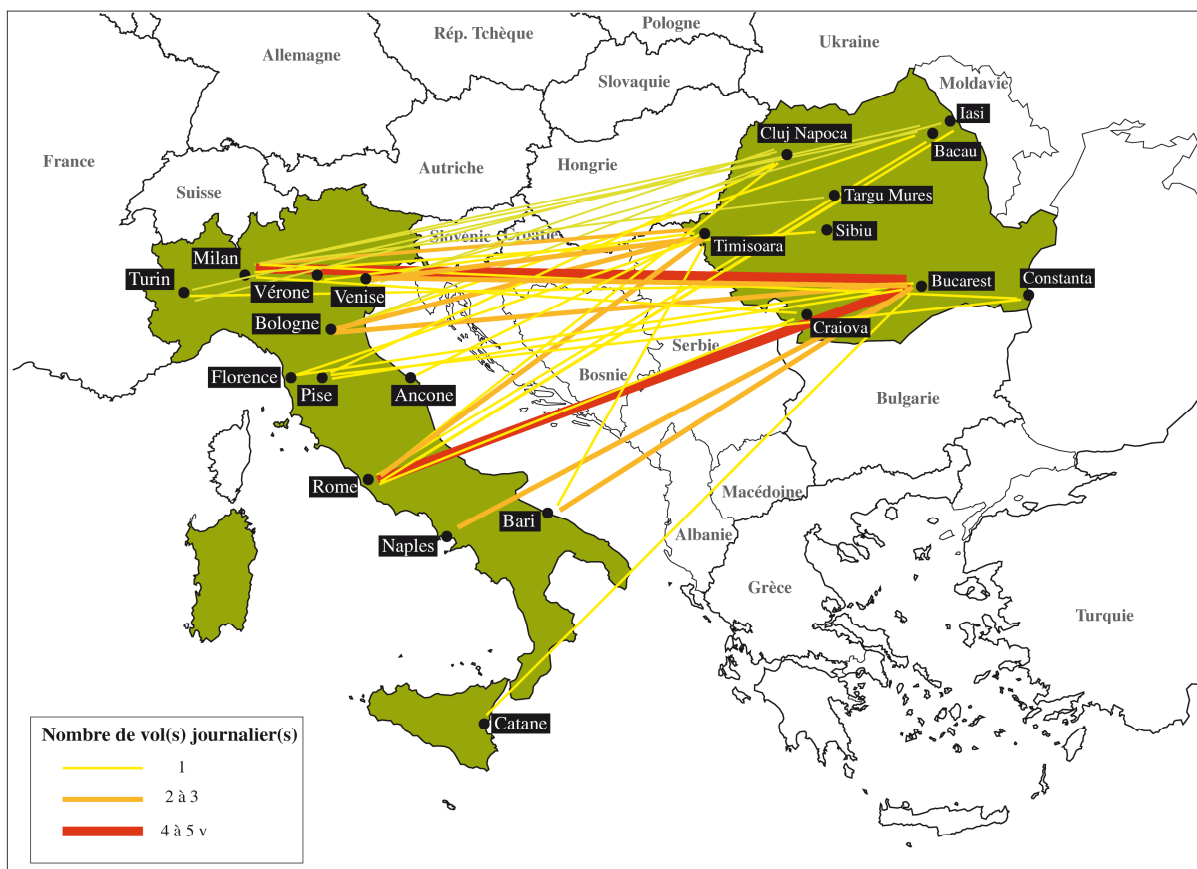 Pologne
Rép. Tchèque
Ukraine
Allemagne
Slovaquie
Moldavie
Iasi
Cluj Napoca
Bacau
France
Autriche
Hongrie
Suisse
Targu Mures
Sibiu
Slovénie
Croatie
Timisoara
Milan
Turin
Vérone
Venise
Bucarest
Constanta
Bologne
Craiova
Serbie
Florence
Pise
Ancone
Bosnie
Bulgarie
Rome
Macédoine
Bari
Naples
Albanie
Grèce
Turquie
Catane
Nombre de vol(s) journalier(s)
1
2 à 3
4 à 5 v